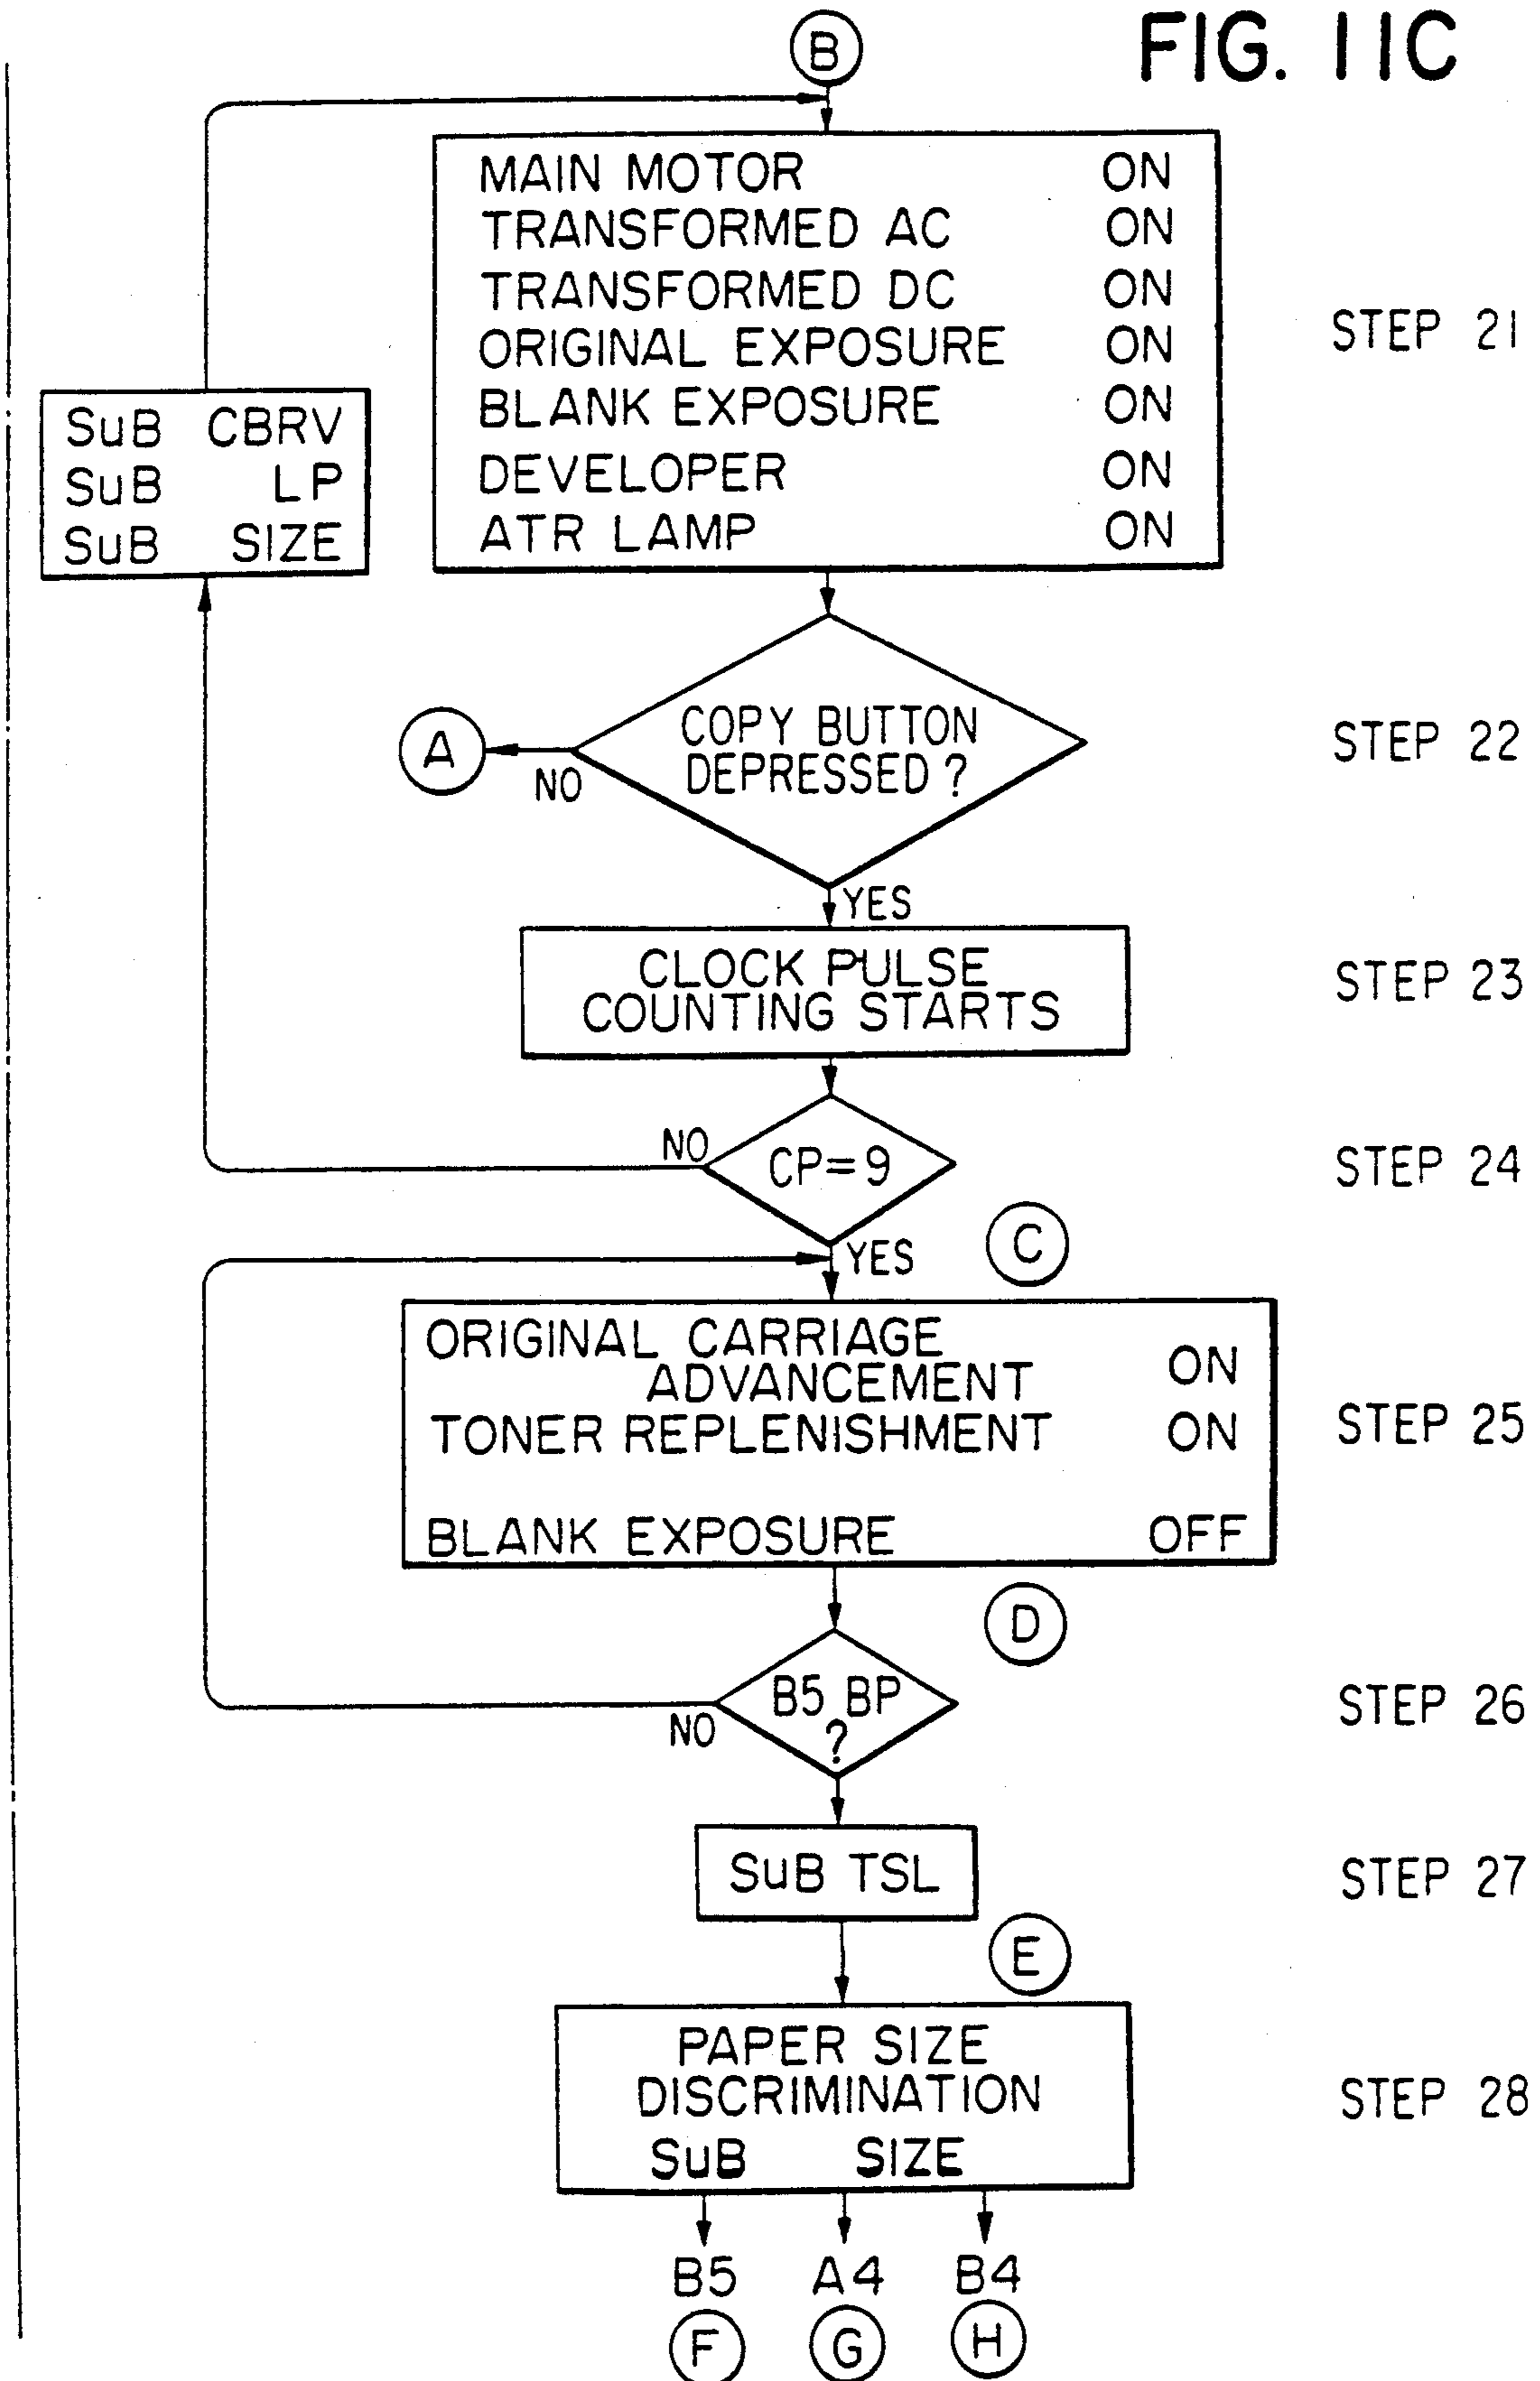 FIG. 11C
B
MAIN MOTOR ON
TRANSFORMED AC ON
TRANSFORMED DC ON
ORIGINAL EXPOSURE ON
BLANK EXPOSURE ON
DEVELOPER ON
ATR LAMP ON
STEP 21
SuB CBRV
SuB LP
SuB SIZE
COPY BUTTON
DEPRESSED ?
A
NO
STEP 22
YES
CLOCK PULSE
COUNTING STARTS
STEP 23
NO
CP=9
STEP 24
YES
C
ORIGINAL CARRIAGE
ADVANCEMENT ON
TONER REPLENISHMENT ON
BLANK EXPOSURE OFF
STEP 25
D
B5 BP
?
NO
STEP 26
SuB TSL
STEP 27
E
PAPER SIZE
DISCRIMINATION
SuB SIZE
STEP 28
B5 A4 B4
F G H